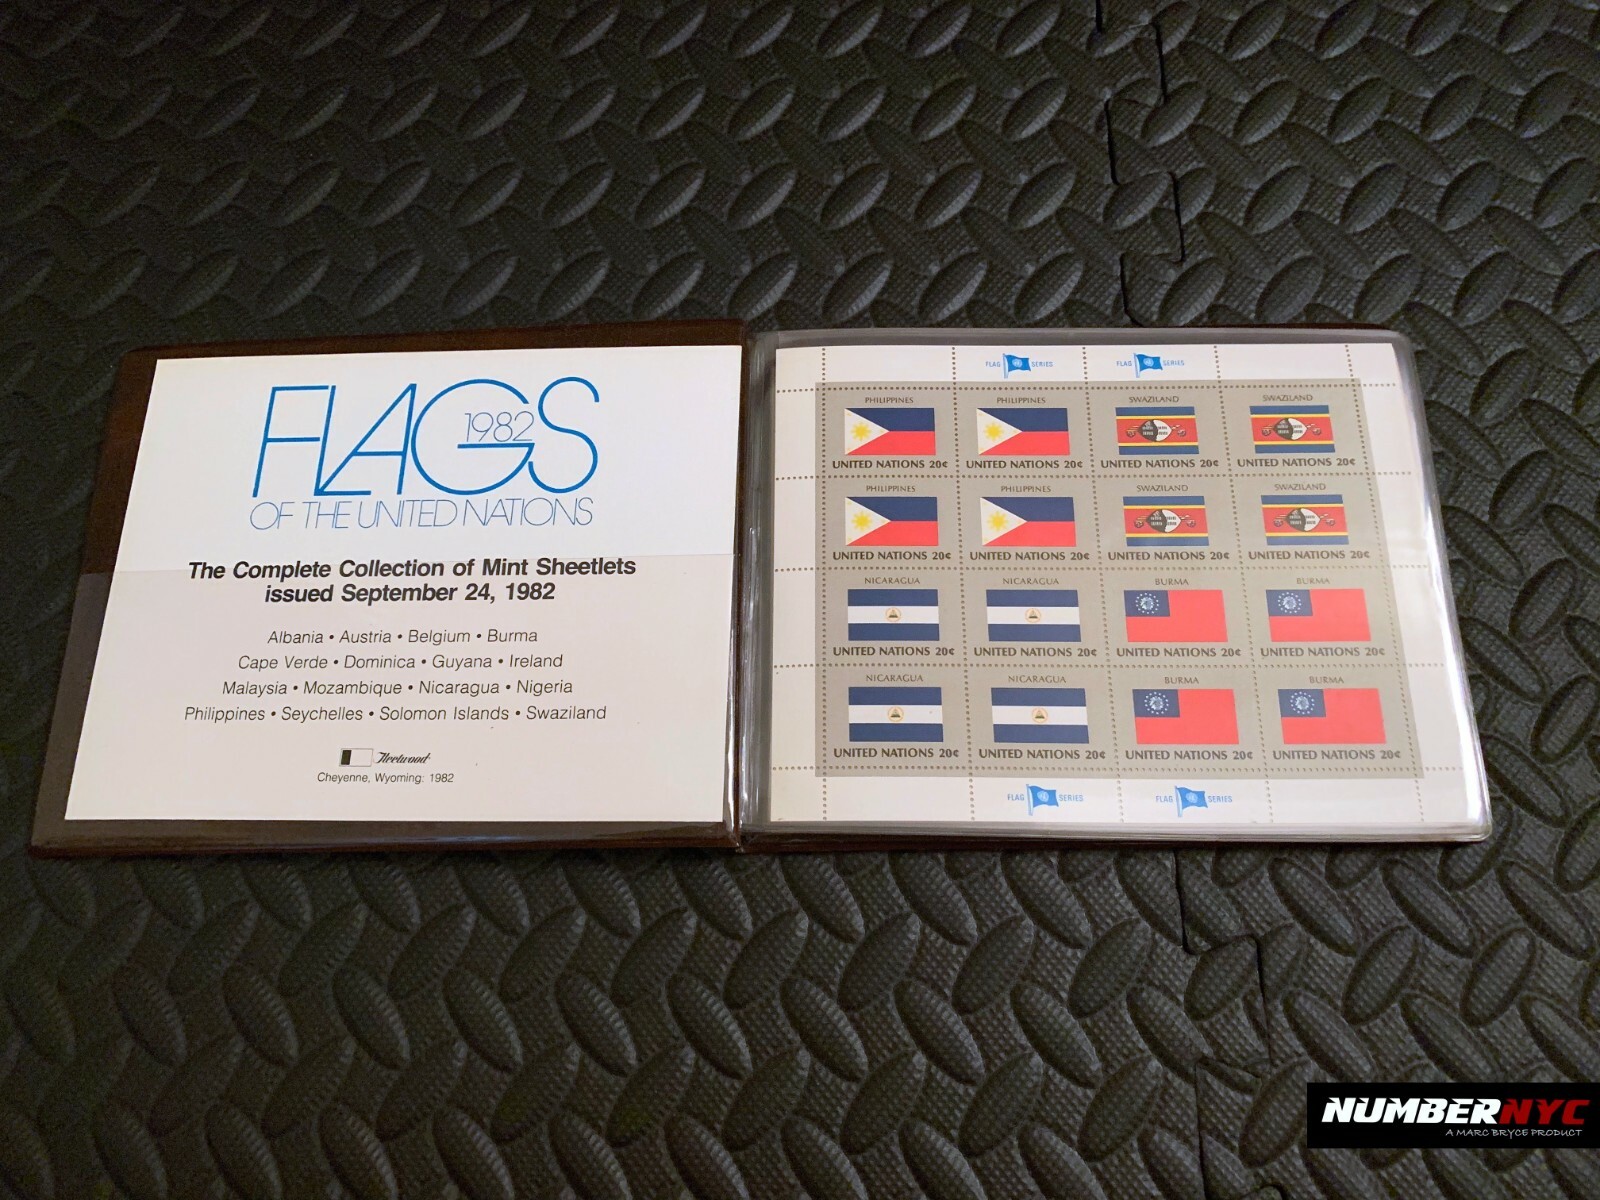 FLAGS
1982
OF THE UNITED NATIONS
The Complete Collection of Mint Sheetlets
issued September 24, 1982
Albania • Austria • Belgium • Burma
Cape Verde • Dominica • Guyana • Ireland
Malaysia • Mozambique • Nicaragua • Nigeria
Philippines • Seychelles • Solomon Islands • Swaziland
Fleetwood
Cheyenne, Wyoming: 1982
FLAG SERIES FLAG SERIES
PHILIPPINES PHILIPPINES SWAZILAND SWAZILAND
UNITED NATIONS 20¢ UNITED NATIONS 20¢ UNITED NATIONS 20¢ UNITED NATIONS 20¢
PHILIPPINES PHILIPPINES SWAZILAND SWAZILAND
UNITED NATIONS 20¢ UNITED NATIONS 20¢ UNITED NATIONS 20¢ UNITED NATIONS 20¢
NICARAGUA NICARAGUA BURMA BURMA
UNITED NATIONS 20¢ UNITED NATIONS 20¢ UNITED NATIONS 20¢ UNITED NATIONS 20¢
NICARAGUA NICARAGUA BURMA BURMA
UNITED NATIONS 20¢ UNITED NATIONS 20¢ UNITED NATIONS 20¢ UNITED NATIONS 20¢
FLAG SERIES FLAG SERIES
NUMBERNYC
A MARC BRYCE PRODUCT